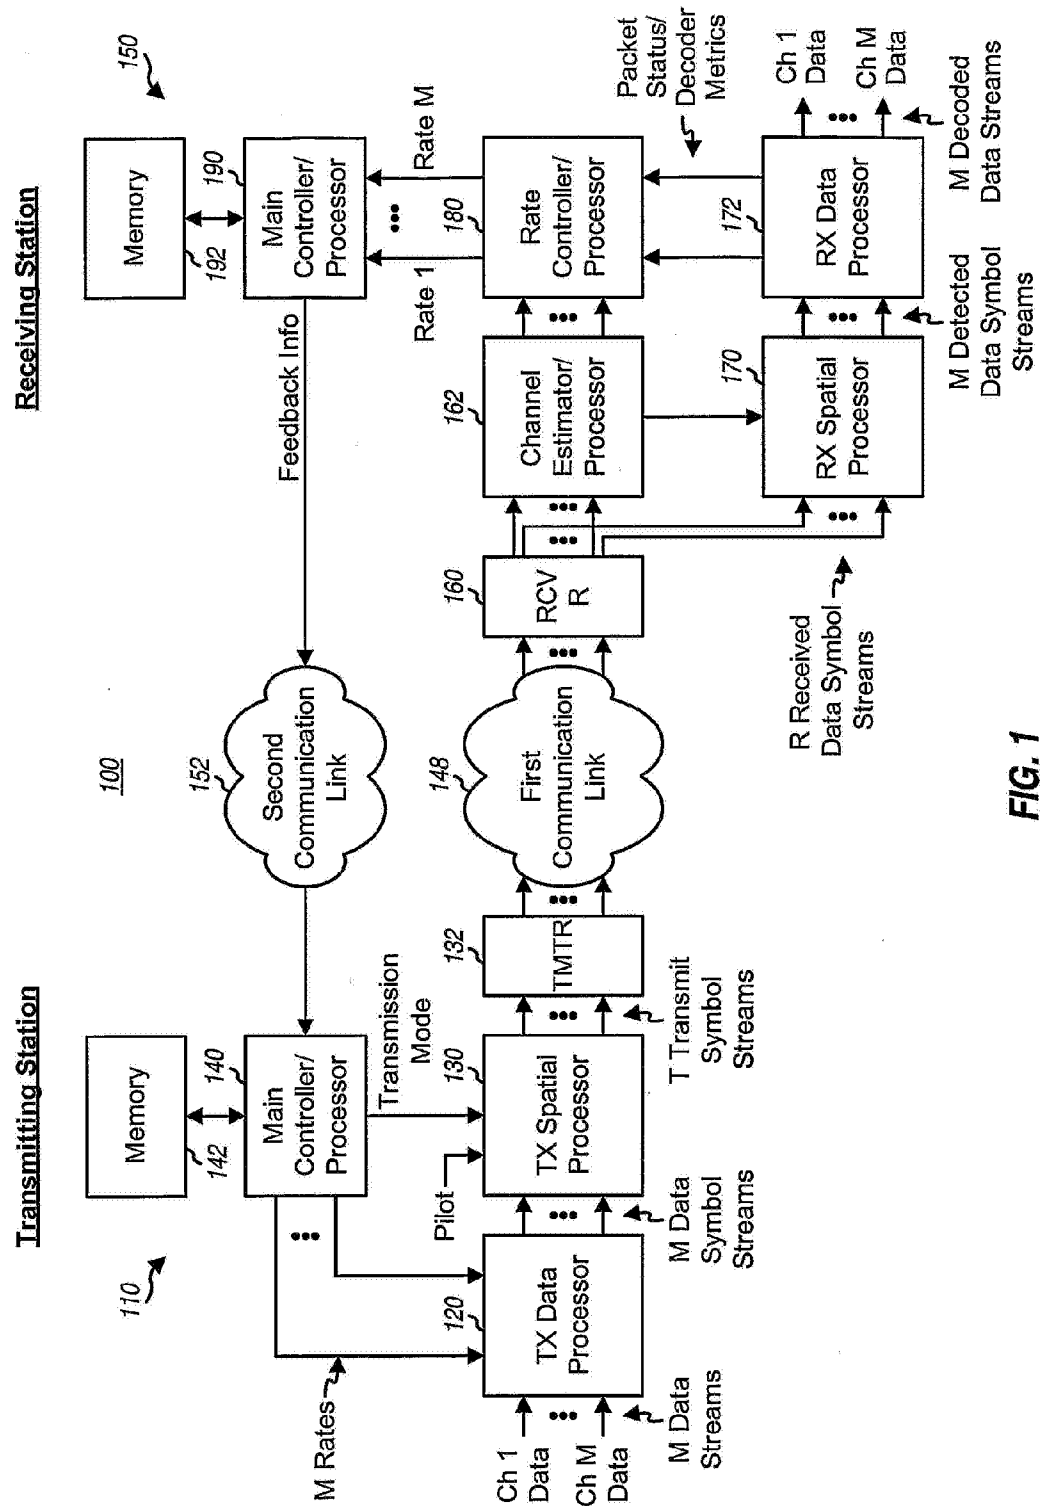 Transmitting Station
Receiving Station
100
110
150
Memory
142
140
Main
Controller/
Processor
152
Second
Communication
Link
Feedback Info
Memory
192
190
Main
Controller/
Processor
M Rates
Transmission
Mode
Pilot
Rate 1
Rate M
Ch 1
Data
Ch M
Data
M Data
Streams
120
TX Data
Processor
M Data
Symbol
Streams
130
TX Spatial
Processor
T Transmit
Symbol
Streams
132
TMTR
148
First
Communication
Link
160
RCV
R
R Received
Data Symbol
Streams
162
Channel
Estimator/
Processor
180
Rate
Controller/
Processor
Packet
Status/
Decoder
Metrics
170
RX Spatial
Processor
M Detected
Data Symbol
Streams
172
RX Data
Processor
M Decoded
Data Streams
Ch 1
Data
Ch M
Data
FIG. 1